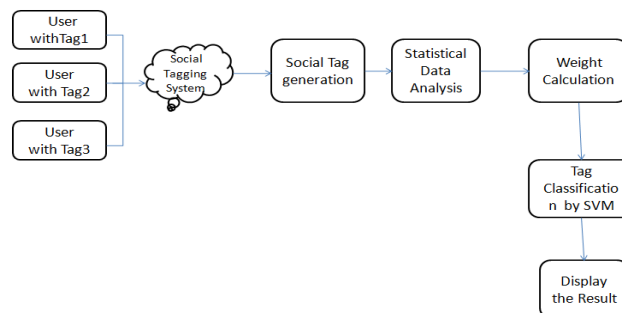 User
withTag1
User
with Tag2
User
with Tag3
Social
Tagging
System
Social Tag
generation
Statistical
Data
Analysis
Weight
Calculation
Tag
Classificatio
n by SVM
Display
the Result